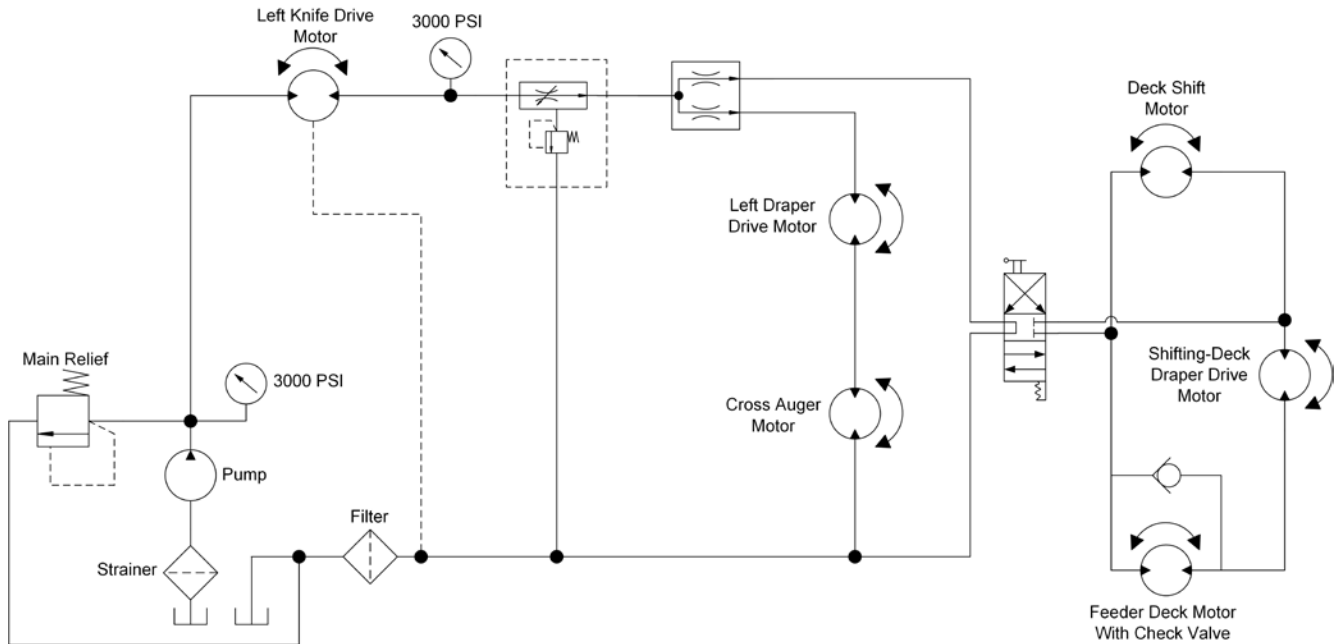 Left Knife Drive
Motor
3000 PSI
Deck Shift
Motor
Left Draper
Drive Motor
Main Relief
3000 PSI
Shifting-Deck
Draper Drive
Motor
Cross Auger
Motor
Pump
Filter
Strainer
Feeder Deck Motor
With Check Valve